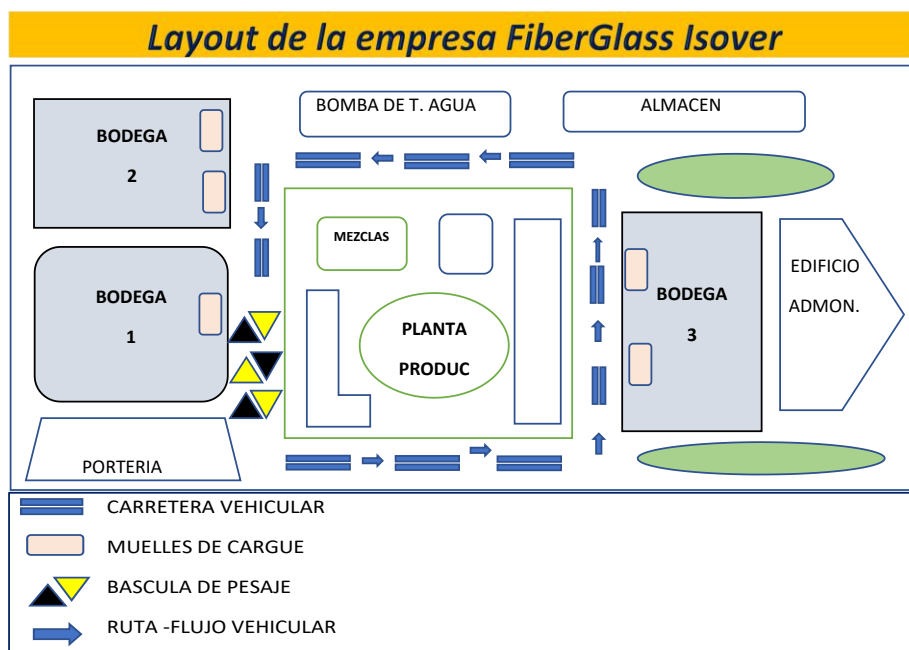 Layout de la empresa FiberGlass Isover
BOMBA DE T. AGUA
ALMACEN
BODEGA
2
MEZCLAS
BODEGA
1
PLANTA
PRODUC
BODEGA
3
EDIFICIO
ADMON.
PORTERIA
CARRETERA VEHICULAR
MUELLES DE CARGUE
BASCULA DE PESAJE
RUTA -FLUJO VEHICULAR